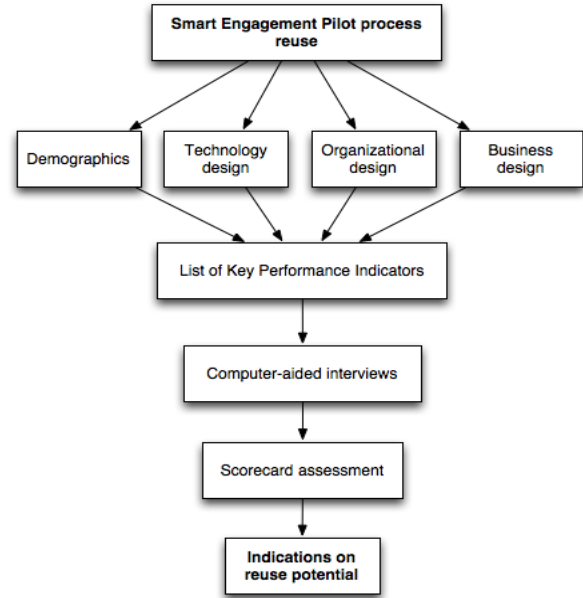 Smart Engagement Pilot process
reuse
Demographics
Technology
design
Organizational
design
Business
design
List of Key Performance Indicators
Computer-aided interviews
Scorecard assessment
Indications on
reuse potential